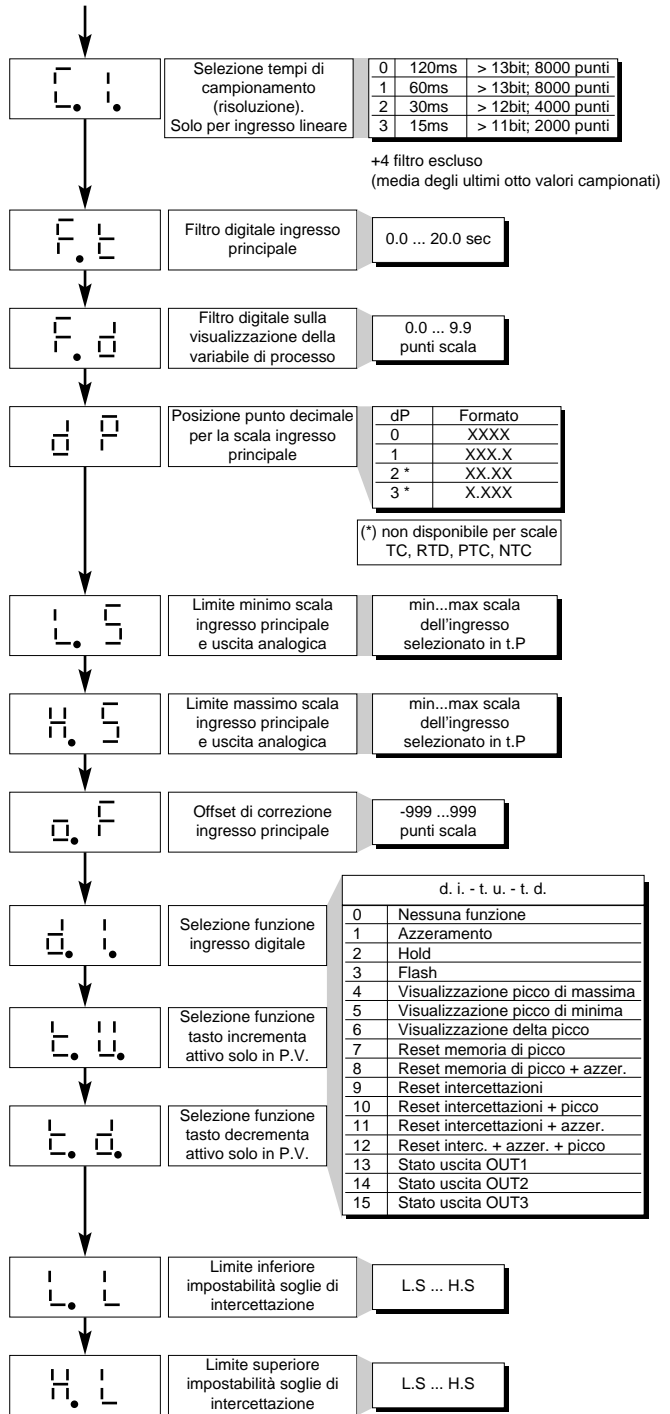 C. I.
Selezione tempi di
campionamento
(risoluzione).
Solo per ingresso lineare
0 120ms > 13bit; 8000 punti
1 60ms > 13bit; 8000 punti
2 30ms > 12bit; 4000 punti
3 15ms > 11bit; 2000 punti
+4 filtro escluso
(media degli ultimi otto valori campionati)
F. t
Filtro digitale ingresso
principale
0.0 ... 20.0 sec
F. d
Filtro digitale sulla
visualizzazione della
variabile di processo
0.0 ... 9.9
punti scala
d P
Posizione punto decimale
per la scala ingresso
principale
dP Formato
0 XXXX
1 XXX.X
2 * XX.XX
3 * X.XXX
(*) non disponibile per scale
TC, RTD, PTC, NTC
L. S
Limite minimo scala
ingresso principale
e uscita analogica
min...max scala
dell'ingresso
selezionato in t.P
H. S
Limite massimo scala
ingresso principale
e uscita analogica
min...max scala
dell'ingresso
selezionato in t.P
o. F
Offset di correzione
ingresso principale
-999 ...999
punti scala
d. I.
Selezione funzione
ingresso digitale
t. U.
Selezione funzione
tasto incrementa
attivo solo in P.V.
t. d.
Selezione funzione
tasto decrementa
attivo solo in P.V.
d. i. - t. u. - t. d.
0 Nessuna funzione
1 Azzeramento
2 Hold
3 Flash
4 Visualizzazione picco di massima
5 Visualizzazione picco di minima
6 Visualizzazione delta picco
7 Reset memoria di picco
8 Reset memoria di picco + azzer.
9 Reset intercettazioni
10 Reset intercettazioni + picco
11 Reset intercettazioni + azzer.
12 Reset interc. + azzer. + picco
13 Stato uscita OUT1
14 Stato uscita OUT2
15 Stato uscita OUT3
L. L
Limite inferiore
impostabilità soglie di
intercettazione
L.S ... H.S
H. L
Limite superiore
impostabilità soglie di
intercettazione
L.S ... H.S